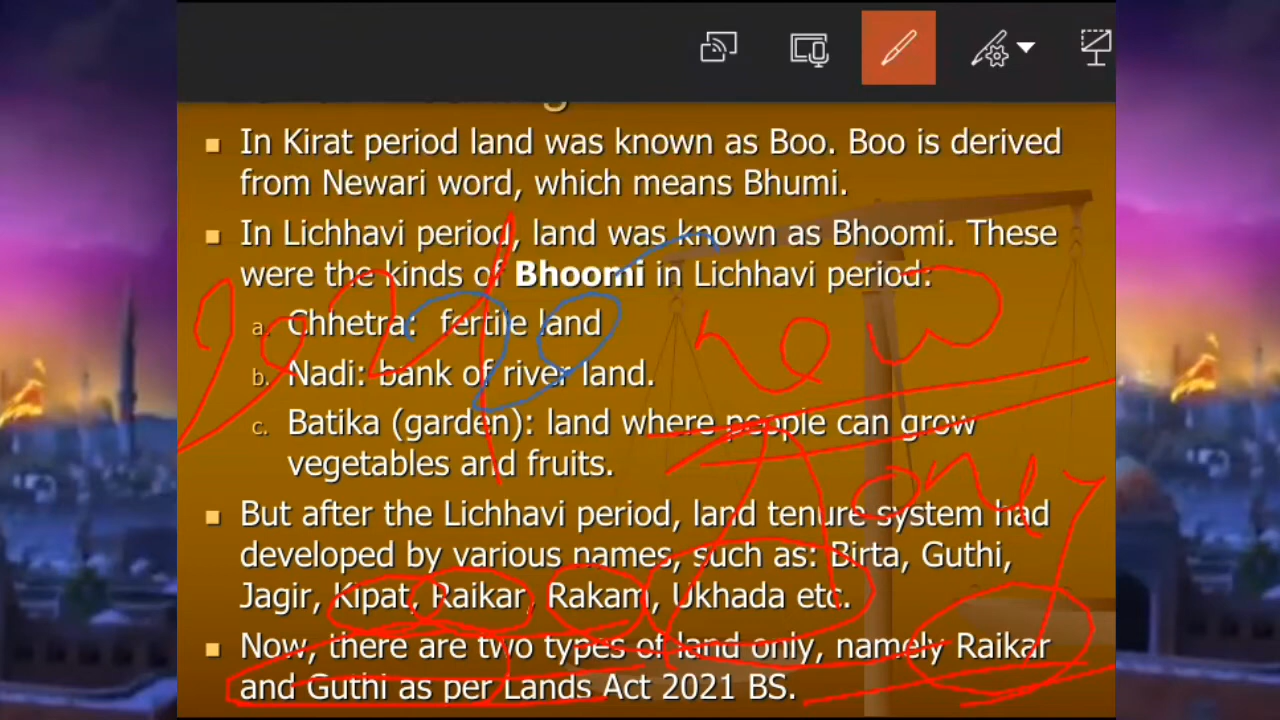 ▪ In Kirat period land was known as Boo. Boo is derived
from Newari word, which means Bhumi.
▪ In Lichhavi period, land was known as Bhoomi. These
were the kinds of Bhoomi in Lichhavi period:
a. Chhetra: fertile land
b. Nadi: bank of river land.
c. Batika (garden): land where people can grow
vegetables and fruits.
▪ But after the Lichhavi period, land tenure system had
developed by various names, such as: Birta, Guthi,
Jagir, Kipat, Raikar, Rakam, Ukhada etc.
▪ Now, there are two types of land only, namely Raikar
and Guthi as per Lands Act 2021 BS.